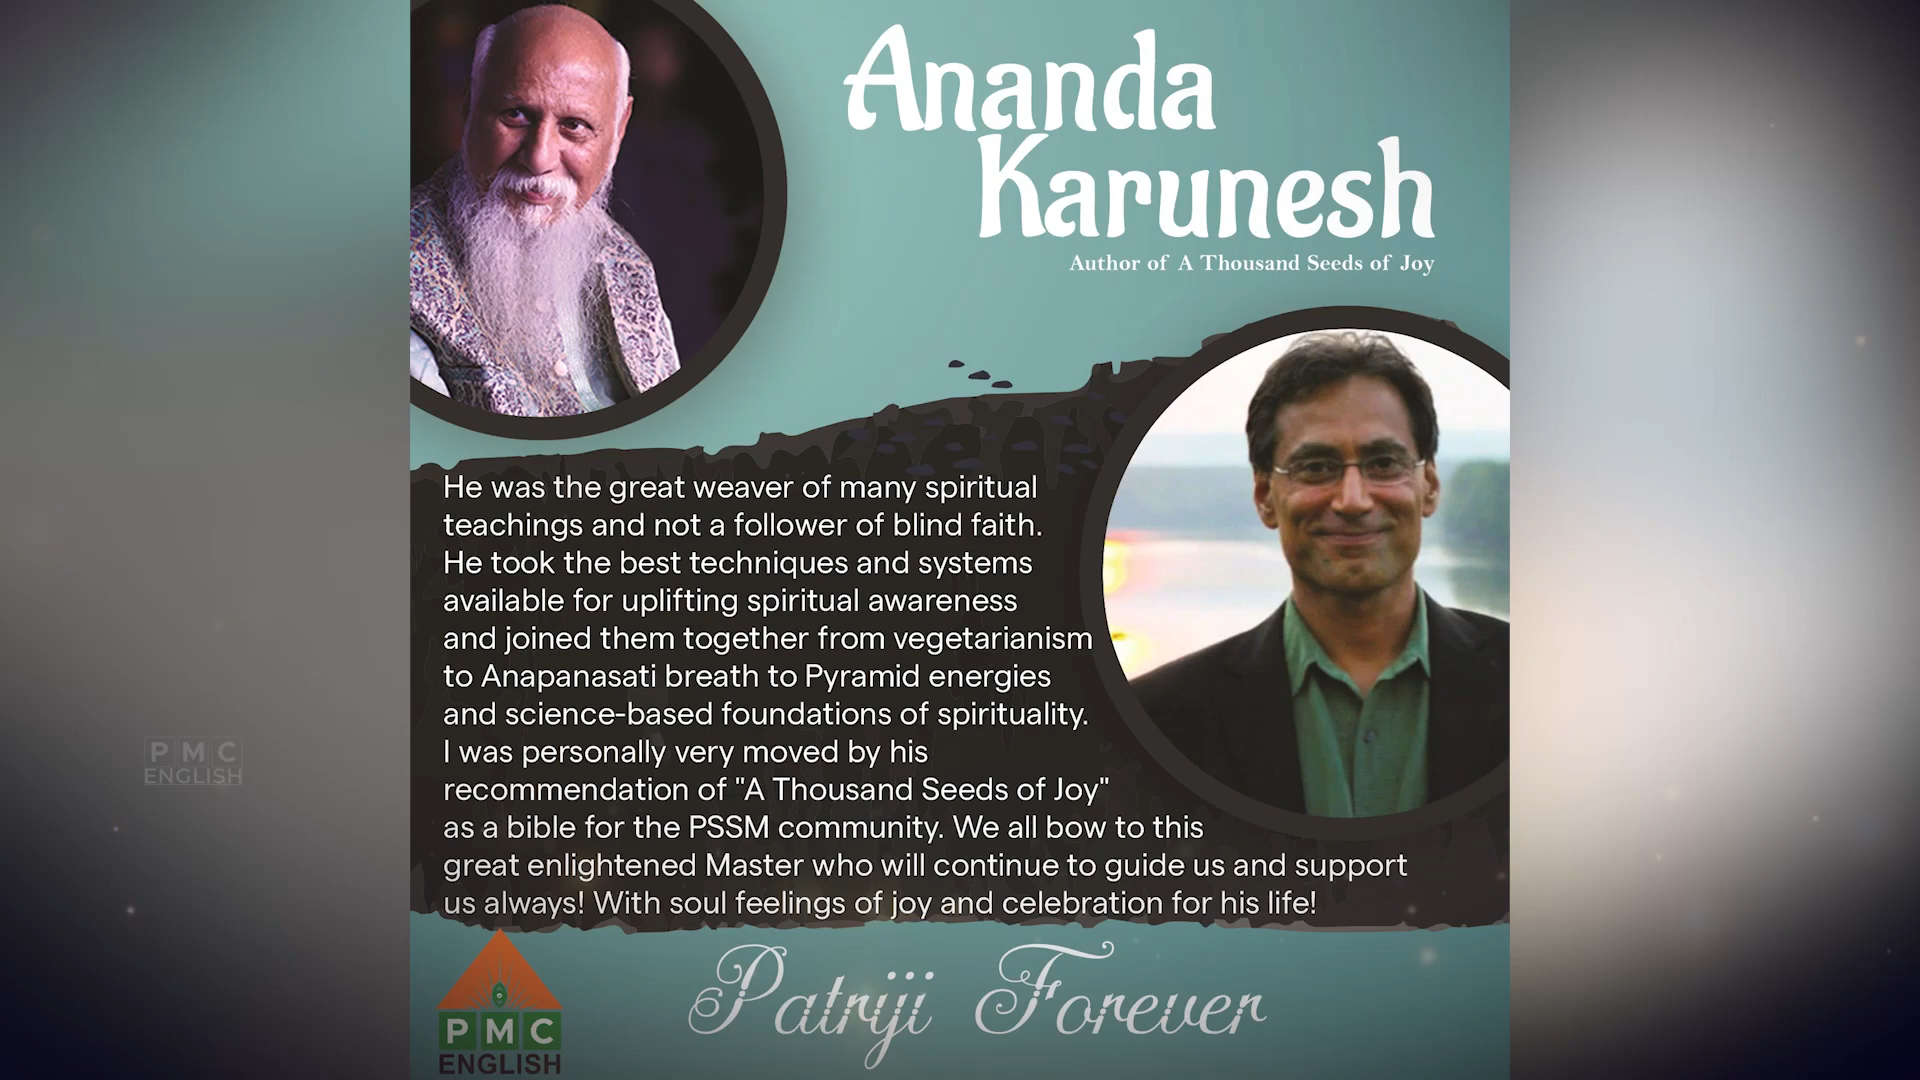 Ananda
Karunesh
Author of A Thousand Seeds of Joy
He was the great weaver of many spiritual
teachings and not a follower of blind faith.
He took the best techniques and systems
available for uplifting spiritual awareness
and joined them together from vegetarianism
to Anapanasati breath to Pyramid energies
and science-based foundations of spirituality.
I was personally very moved by his
recommendation of "A Thousand Seeds of Joy"
as a bible for the PSSM community. We all bow to this
great enlightened Master who will continue to guide us and support
us always! With soul feelings of joy and celebration for his life!
PMC
ENGLISH
PMC
ENGLISH
Patriji Forever